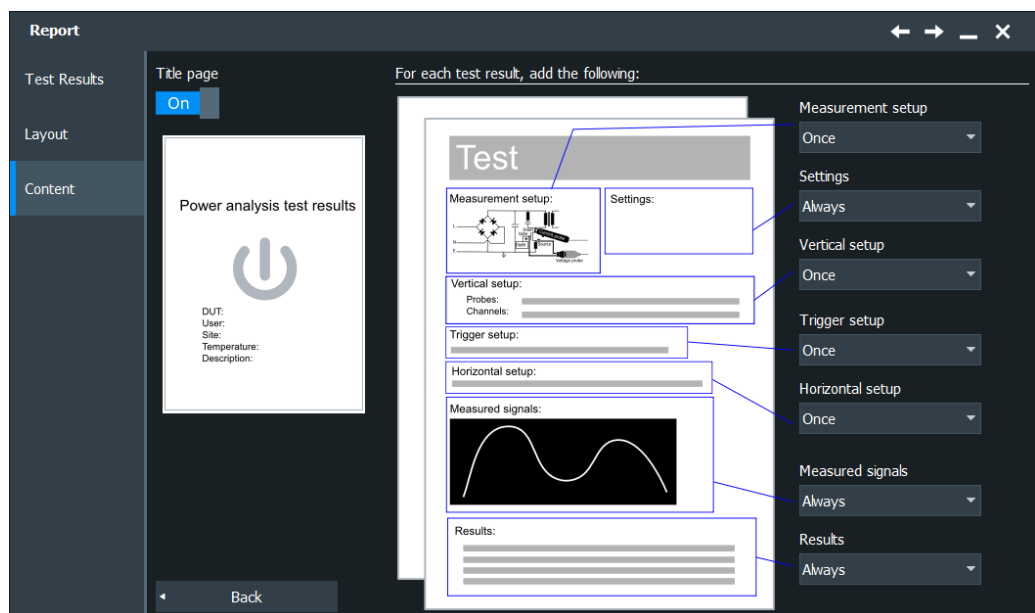 Report
Test Results
Layout
Content
Title page
On
Power analysis test results
DUT:
User:
Site:
Temperature:
Description:
Back
For each test result, add the following:
Test
Measurement setup:
L
N
E
Source
Voltage probe
Settings:
Vertical setup:
Probes:
Channels:
Trigger setup:
Horizontal setup:
Measured signals:
Results:
Measurement setup
Once
Settings
Always
Vertical setup
Once
Trigger setup
Once
Horizontal setup
Once
Measured signals
Always
Results
Always